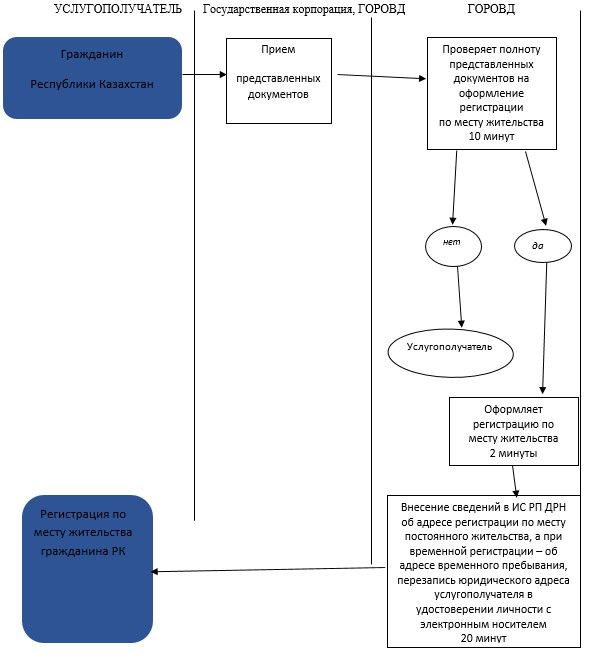 УСЛУГОПОЛУЧАТЕЛЬ
Государственная корпорация, ГОРОВД
ГОРОВД
Гражданин
Республики Казахстан
Прием
представленных
документов
Проверяет полноту
представленных
документов на
оформление
регистрации
по месту жительства
10 минут
нет
да
Услугополучатель
Оформляет
регистрацию по
месту жительства
2 минуты
Регистрация по
месту жительства
гражданина РК
Внесение сведений в ИС РП ДРН
об адресе регистрации по месту
постоянного жительства, а при
временной регистрации – об
адресе временного пребывания,
перезапись юридического адреса
услугополучателя в
удостоверении личности с
электронным носителем
20 минут